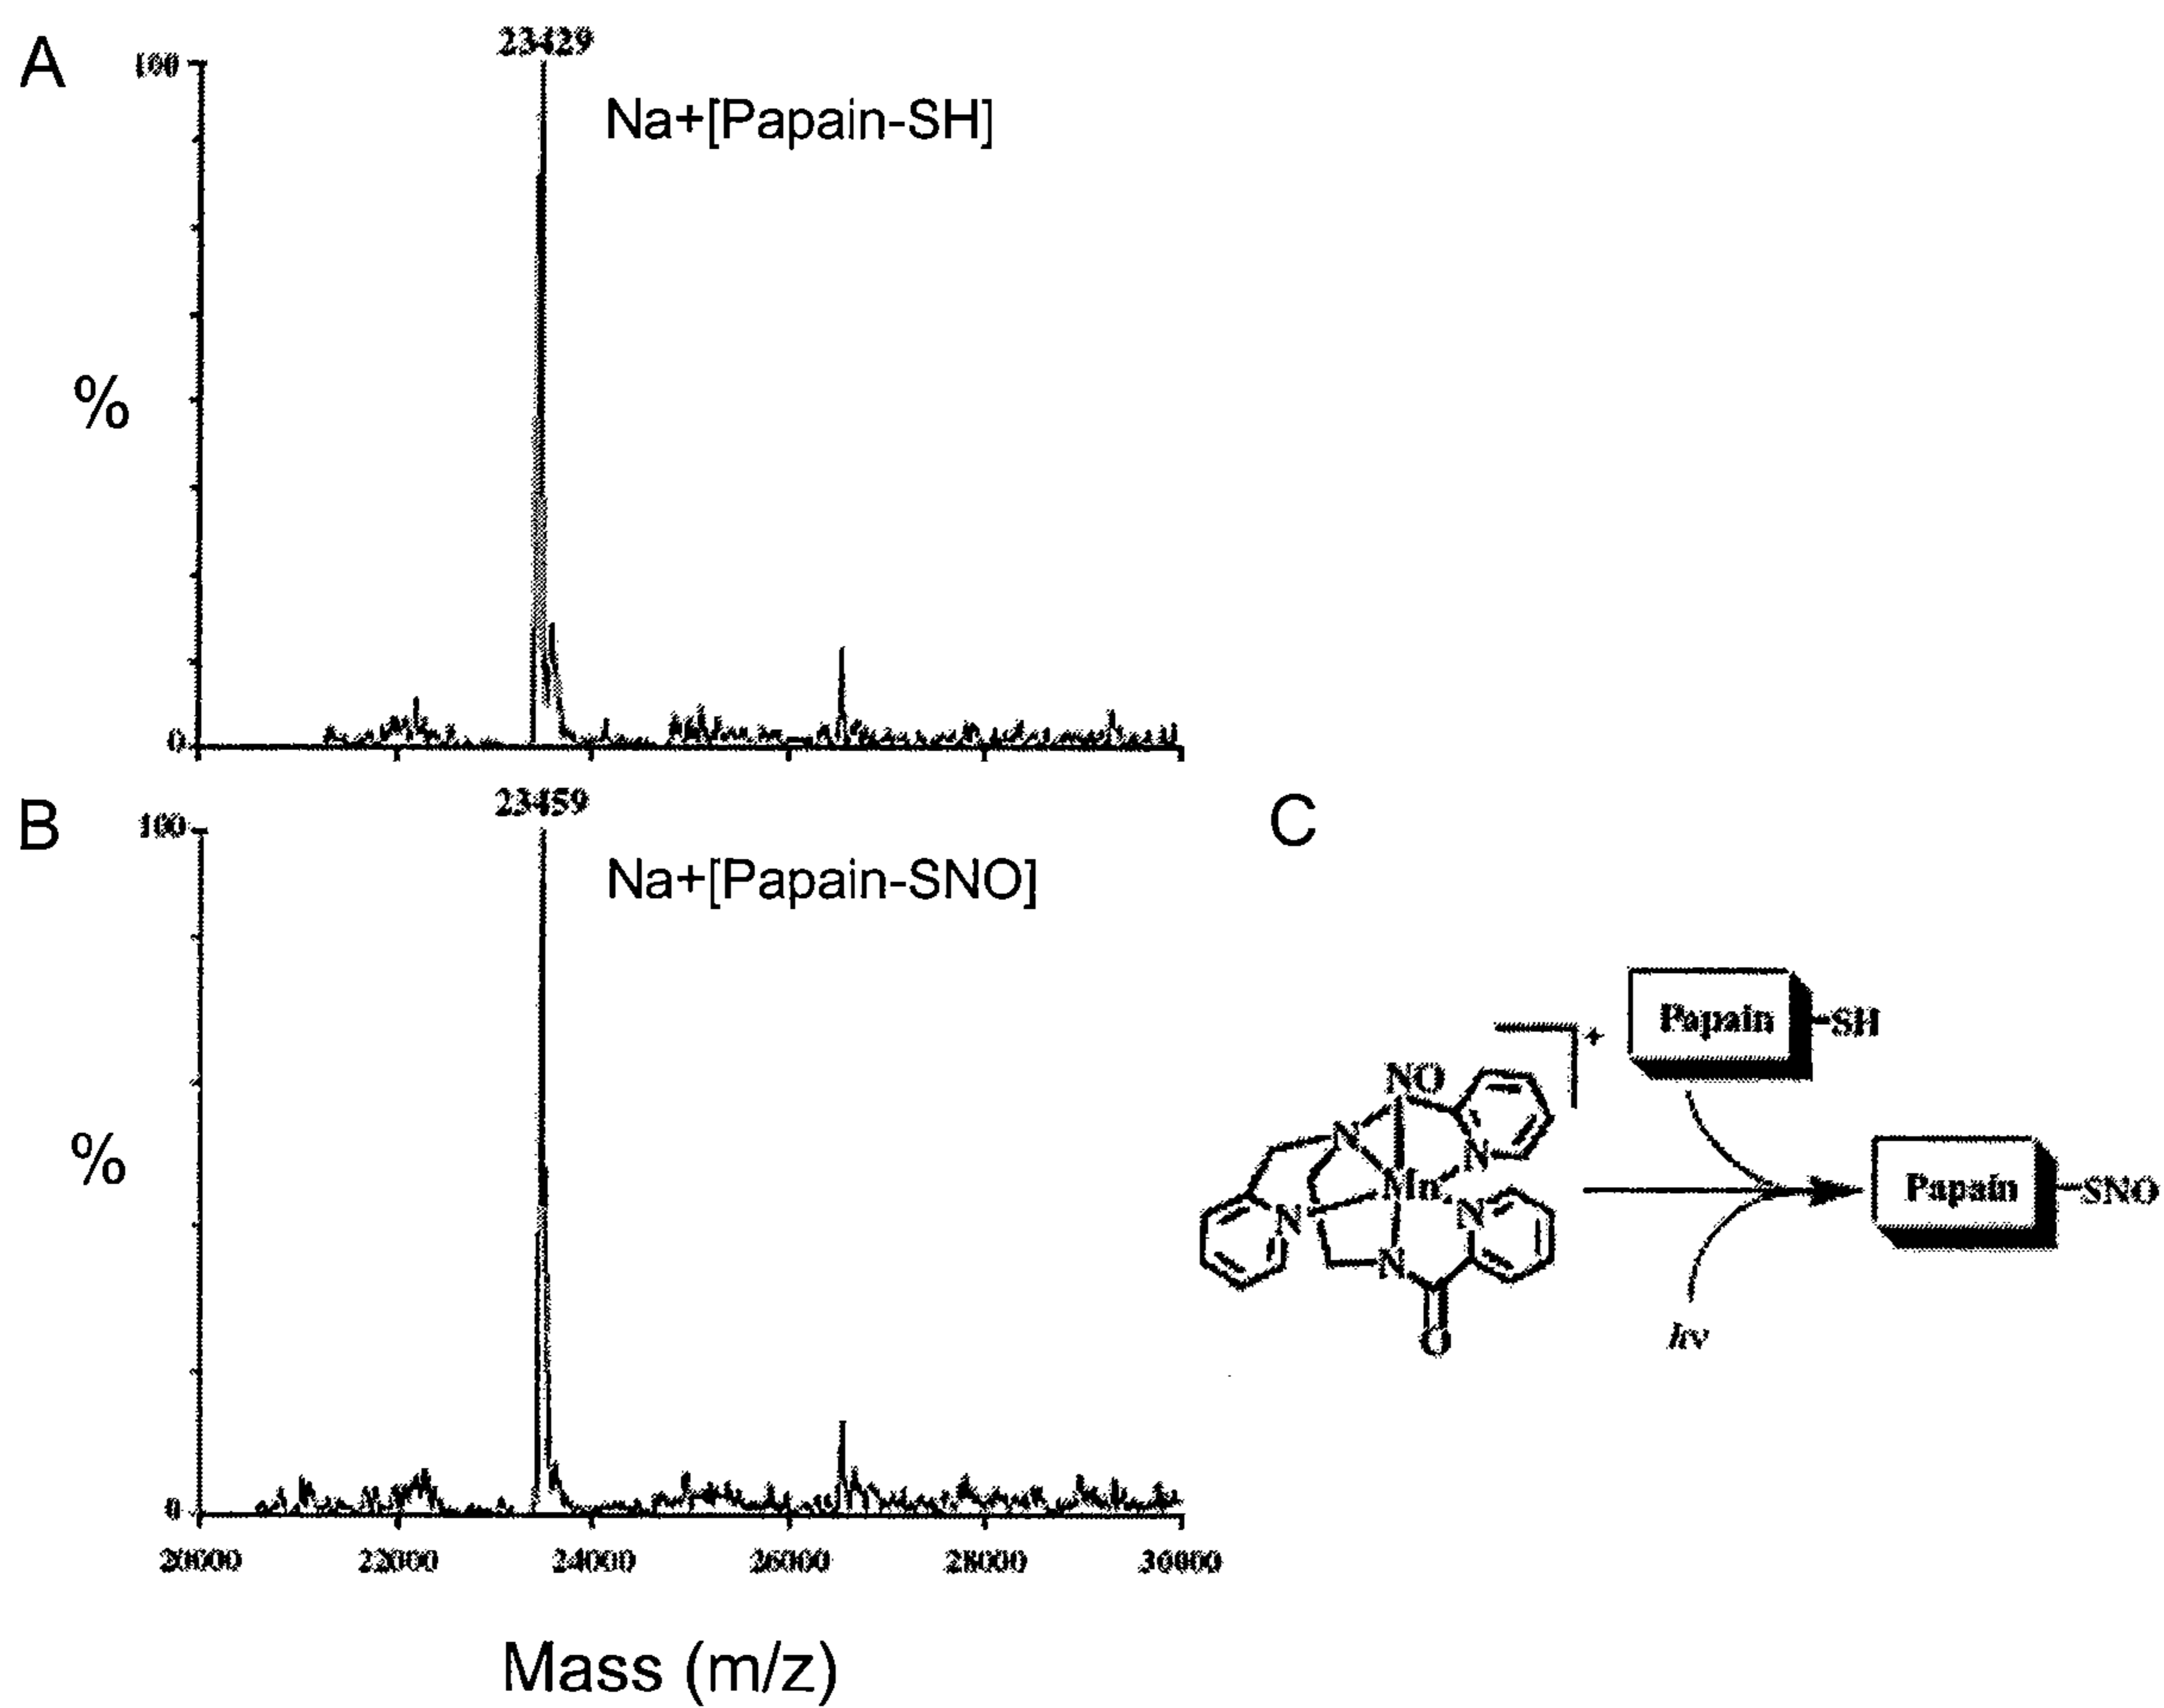 A
23429
100
Na+[Papain-SH]
%
0
B
23459
100
Na+[Papain-SNO]
%
0
20000 22000 24000 26000 28000 30000
Mass (m/z)
C
Papain -SH
+
NO
N
N
Mn
N
N
N
O
Papain -SNO
hν